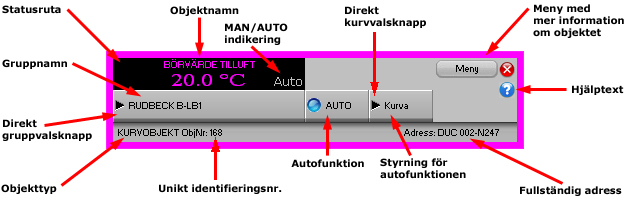 Statusruta
Objektnamn
MAN/AUTO
indikering
Direkt
kurvvalsknapp
Meny med
mer information
om objektet
Gruppnamn
BÖRVÄRDE TILLUFT
20.0 °C
Auto
Meny
Hjälptext
RUDBECK B-LB1
AUTO
Kurva
Direkt
gruppvalsknapp
KURVOBJEKT ObjNr: 168
Adress: DUC 002-N247
Objekttyp
Unikt identifieringsnr.
Autofunktion
Styrning för
autofunktionen
Fullständig adress